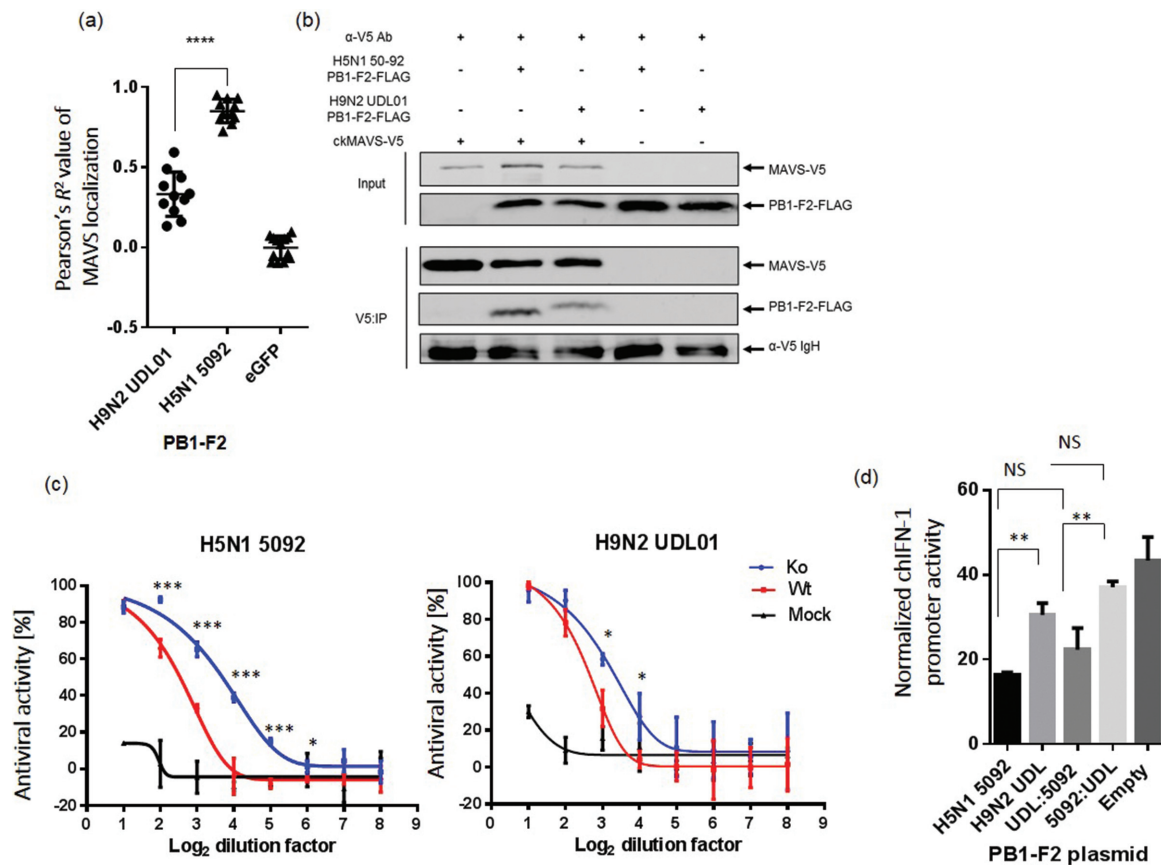 (a)
****
Pearson's R² value of
MAVS localization
1.0
0.5
0.0
-0.5
H9N2 UDL01
H5N1 5092
eGFP
PB1-F2
(b)
α-V5 Ab + + + + +
H5N1 50-92
PB1-F2-FLAG - + - + -
H9N2 UDL01
PB1-F2-FLAG - - + - +
ckMAVS-V5 + + + - -
Input
MAVS-V5
PB1-F2-FLAG
V5:IP
MAVS-V5
PB1-F2-FLAG
α-V5 IgH
(c)
H5N1 5092
Antiviral activity [%]
100
80
60
40
20
0
-20
*** *** *** *** *
0 1 2 3 4 5 6 7 8 9
Log₂ dilution factor
H9N2 UDL01
Antiviral activity [%]
100
80
60
40
20
0
-20
* *
0 1 2 3 4 5 6 7 8 9
Log₂ dilution factor
Ko
Wt
Mock
(d)
NS
NS
**
**
Normalized chIFN-1
promoter activity
60
40
20
0
H5N1 5092
H9N2 UDL
UDL:5092
5092:UDL
Empty
PB1-F2 plasmid